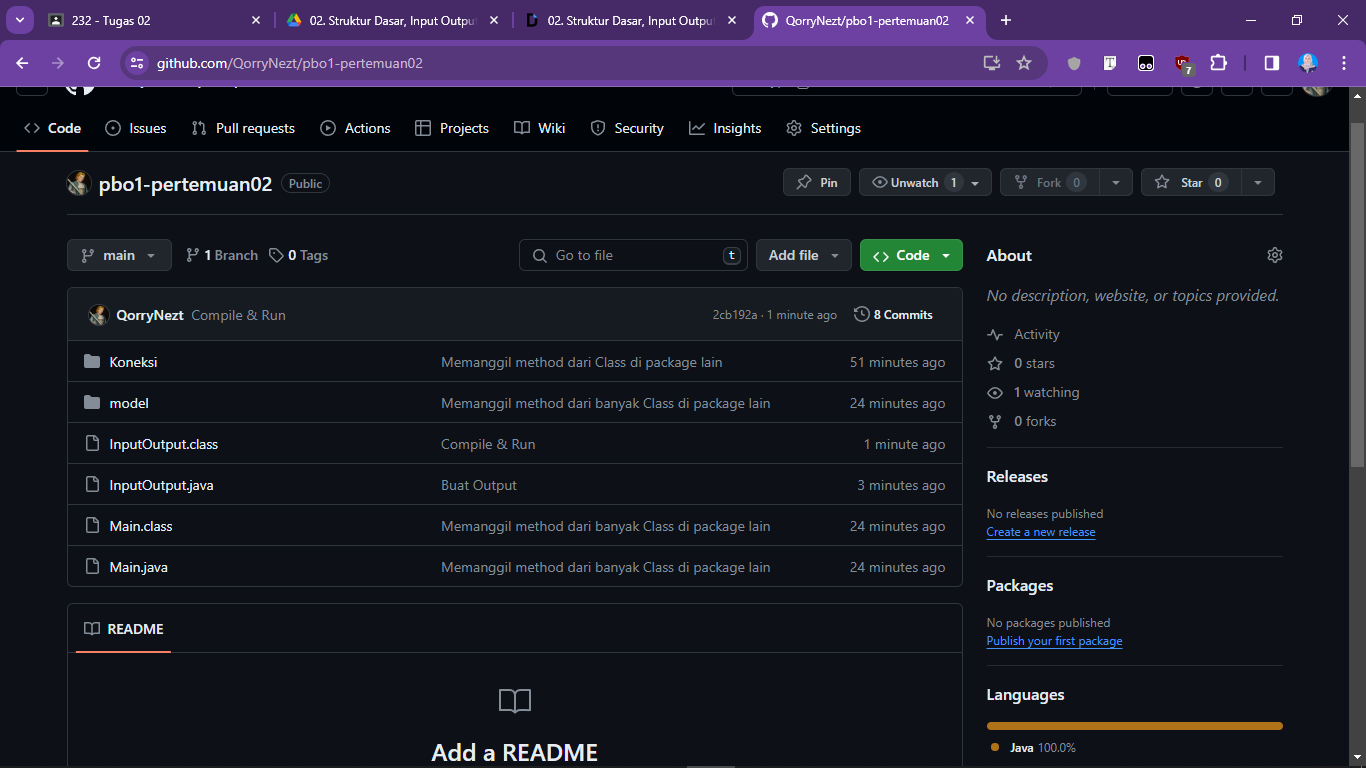 232 - Tugas 02
02. Struktur Dasar, Input Outpu
02. Struktur Dasar, Input Outpu
QorryNezt/pbo1-pertemuan02
github.com/QorryNezt/pbo1-pertemuan02
7
Code Issues Pull requests Actions Projects Wiki Security Insights Settings
pbo1-pertemuan02 Public
Pin Unwatch 1 Fork 0 Star 0
main 1 Branch 0 Tags Go to file t Add file Code
QorryNezt Compile & Run 2cb192a · 1 minute ago 8 Commits
Koneksi Memanggil method dari Class di package lain 51 minutes ago
model Memanggil method dari banyak Class di package lain 24 minutes ago
InputOutput.class Compile & Run 1 minute ago
InputOutput.java Buat Output 3 minutes ago
Main.class Memanggil method dari banyak Class di package lain 24 minutes ago
Main.java Memanggil method dari banyak Class di package lain 24 minutes ago
README
Add a README
About
No description, website, or topics provided.
Activity
0 stars
1 watching
0 forks
Releases
No releases published
Create a new release
Packages
No packages published
Publish your first package
Languages
Java 100.0%